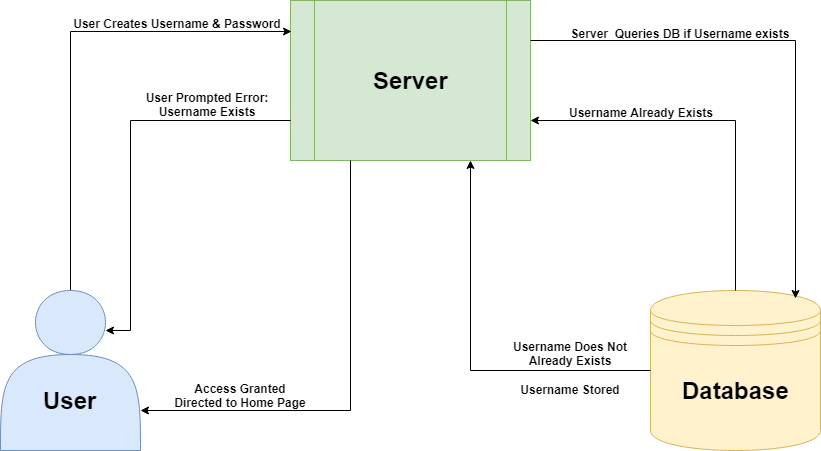 User Creates Username & Password
Server Queries DB if Username exists
Server
User Prompted Error:
Username Exists
Username Already Exists
Username Does Not
Already Exists
Username Stored
Access Granted
Directed to Home Page
User
Database